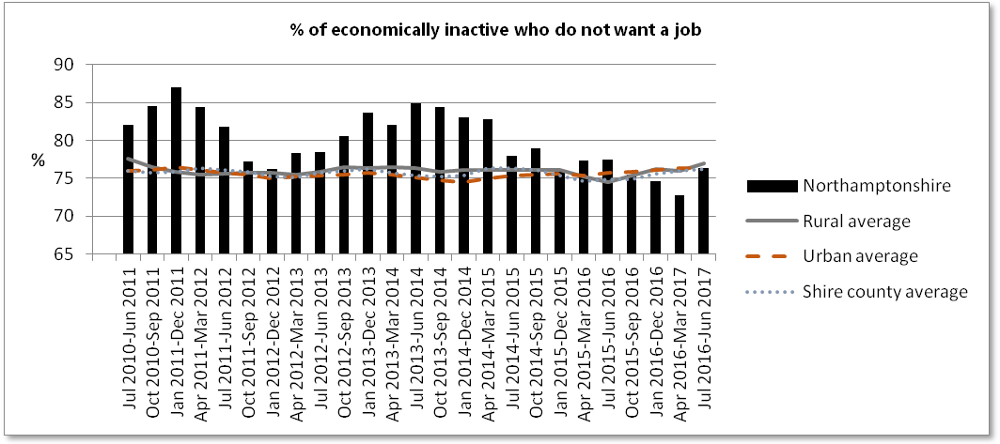 % of economically inactive who do not want a job
90
85
80
75
70
65
%
Jul 2010-Jun 2011
Oct 2010-Sep 2011
Jan 2011-Dec 2011
Apr 2011-Mar 2012
Jul 2011-Jun 2012
Oct 2011-Sep 2012
Jan 2012-Dec 2012
Apr 2012-Mar 2013
Jul 2012-Jun 2013
Oct 2012-Sep 2013
Jan 2013-Dec 2013
Apr 2013-Mar 2014
Jul 2013-Jun 2014
Oct 2013-Sep 2014
Jan 2014-Dec 2014
Apr 2014-Mar 2015
Jul 2014-Jun 2015
Oct 2014-Sep 2015
Jan 2015-Dec 2015
Apr 2015-Mar 2016
Jul 2015-Jun 2016
Oct 2015-Sep 2016
Jan 2016-Dec 2016
Apr 2016-Mar 2017
Jul 2016-Jun 2017
Northamptonshire
Rural average
Urban average
Shire county average